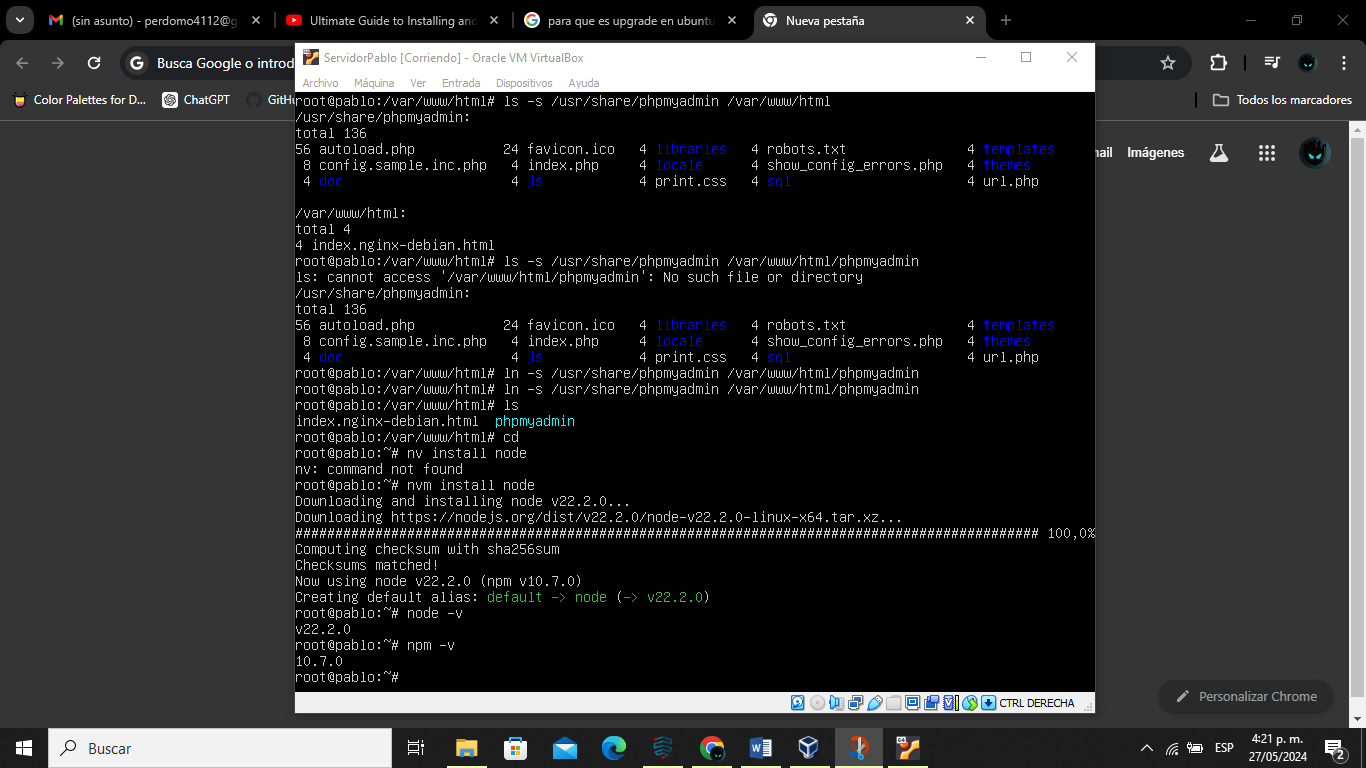 (sin asunto) - perdomo4112@g
Ultimate Guide to Installing and
para que es upgrade en ubuntu
Nueva pestaña
Busca Google o introd
Color Palettes for D...
ChatGPT
GitHu
Todos los marcadores
ServidorPablo [Corriendo] - Oracle VM VirtualBox
Archivo Máquina Ver Entrada Dispositivos Ayuda
mail Imágenes
root@pablo:/var/www/html# ls -s /usr/share/phpmyadmin /var/www/html
/usr/share/phpmyadmin:
total 136
56 autoload.php 24 favicon.ico 4 libraries 4 robots.txt 4 templates
8 config.sample.inc.php 4 index.php 4 locale 4 show_config_errors.php 4 themes
4 doc 4 js 4 print.css 4 sql 4 url.php
/var/www/html:
total 4
4 index.nginx-debian.html
root@pablo:/var/www/html# ls -s /usr/share/phpmyadmin /var/www/html/phpmyadmin
ls: cannot access '/var/www/html/phpmyadmin': No such file or directory
/usr/share/phpmyadmin:
total 136
56 autoload.php 24 favicon.ico 4 libraries 4 robots.txt 4 templates
8 config.sample.inc.php 4 index.php 4 locale 4 show_config_errors.php 4 themes
4 doc 4 js 4 print.css 4 sql 4 url.php
root@pablo:/var/www/html# ln -s /usr/share/phpmyadmin /var/www/html/phpmyadmin
root@pablo:/var/www/html# ln -s /usr/share/phpmyadmin /var/www/html/phpmyadmin
root@pablo:/var/www/html# ls
index.nginx-debian.html phpmyadmin
root@pablo:/var/www/html# cd
root@pablo:~# nv install node
nv: command not found
root@pablo:~# nvm install node
Downloading and installing node v22.2.0...
Downloading https://nodejs.org/dist/v22.2.0/node-v22.2.0-linux-x64.tar.xz...
############################################################################################# 100,0%
Computing checksum with sha256sum
Checksums matched!
Now using node v22.2.0 (npm v10.7.0)
Creating default alias: default -> node (-> v22.2.0)
root@pablo:~# node -v
v22.2.0
root@pablo:~# npm -v
10.7.0
root@pablo:~#
CTRL DERECHA
Personalizar Chrome
Buscar
ESP
4:21 p. m.
27/05/2024
2